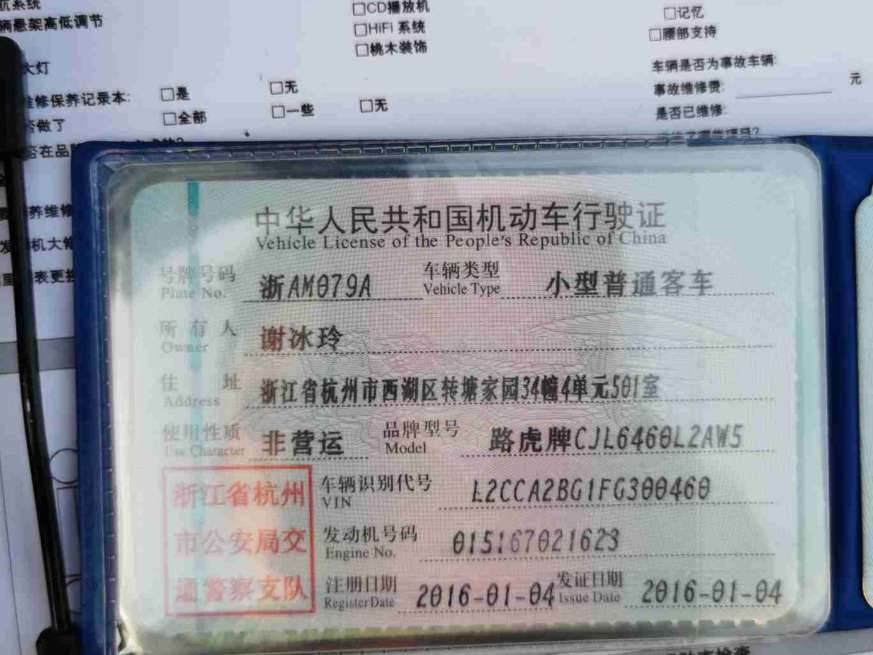 □CD播放机
□记忆
辆悬架高低调节
□HiFi 系统
□腰部支持
□桃木装饰
大灯
车辆是否为事故车辆:
维修保养记录本: □是 □无
事故维修费: 元
否做了 □全部 □一些 □无
是否已维修:
中华人民共和国机动车行驶证
Vehicle License of the People's Republic of China
号牌号码 浙AM079A 车辆类型 小型普通客车
Plate No. Vehicle Type
所有人 谢冰玲
Owner
住址 浙江省杭州市西湖区转塘家园34幢4单元501室
Address
使用性质 非营运 品牌型号 路虎牌CJL6460L2AW5
Use Character Model
浙江省杭州 车辆识别代号 L2CCA2BG1FG300460
VIN
市公安局交 发动机号码 015167021623
Engine No.
通警察支队 注册日期 2016-01-04 发证日期 2016-01-04
Register Date Issue Date